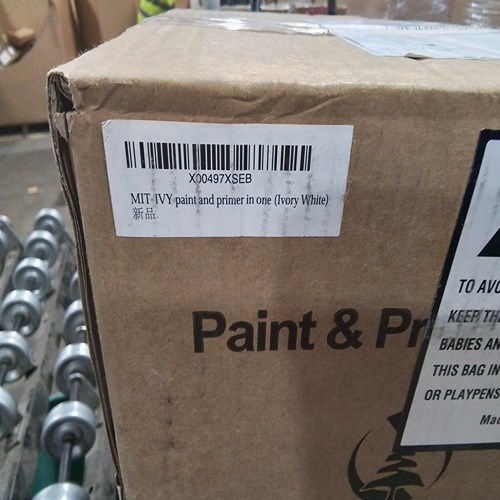 X00497XSEB
MIT-IVY paint and primer in one (Ivory White)
新品
Paint & Pr
TO AVO
KEEP TH
BABIES AN
THIS BAG IN
OR PLAYPENS
Mad